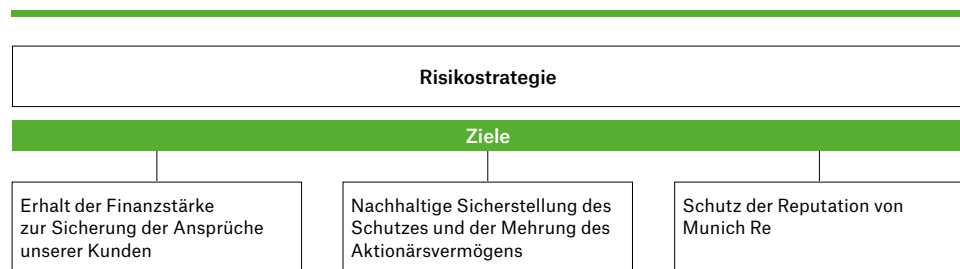 Risikostrategie
Ziele
Erhalt der Finanzstärke
zur Sicherung der Ansprüche
unserer Kunden
Nachhaltige Sicherstellung des
Schutzes und der Mehrung des
Aktionärsvermögens
Schutz der Reputation von
Munich Re